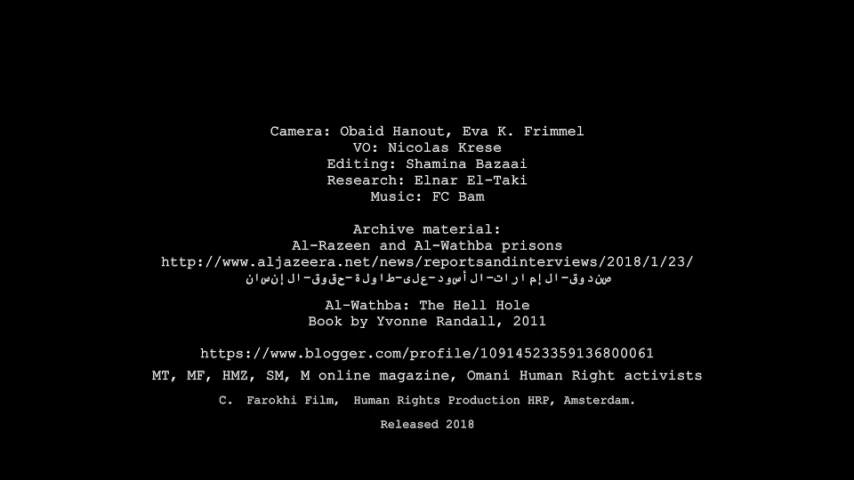 Camera: Obaid Hanout, Eva K. Frimmel
VO: Nicolas Krese
Editing: Shamina Bazaai
Research: Elnar El-Taki
Music: FC Bam
Archive material:
Al-Razeen and Al-Wathba prisons
http://www.aljazeera.net/news/reportsandinterviews/2018/1/23/
صندوق-الإمارات-الأسود-على-طاولة-حقوق-الإنسان
Al-Wathba: The Hell Hole
Book by Yvonne Randall, 2011
https://www.blogger.com/profile/10914523359136800061
MT, MF, HMZ, SM, M online magazine, Omani Human Right activists
C. Farokhi Film, Human Rights Production HRP, Amsterdam.
Released 2018